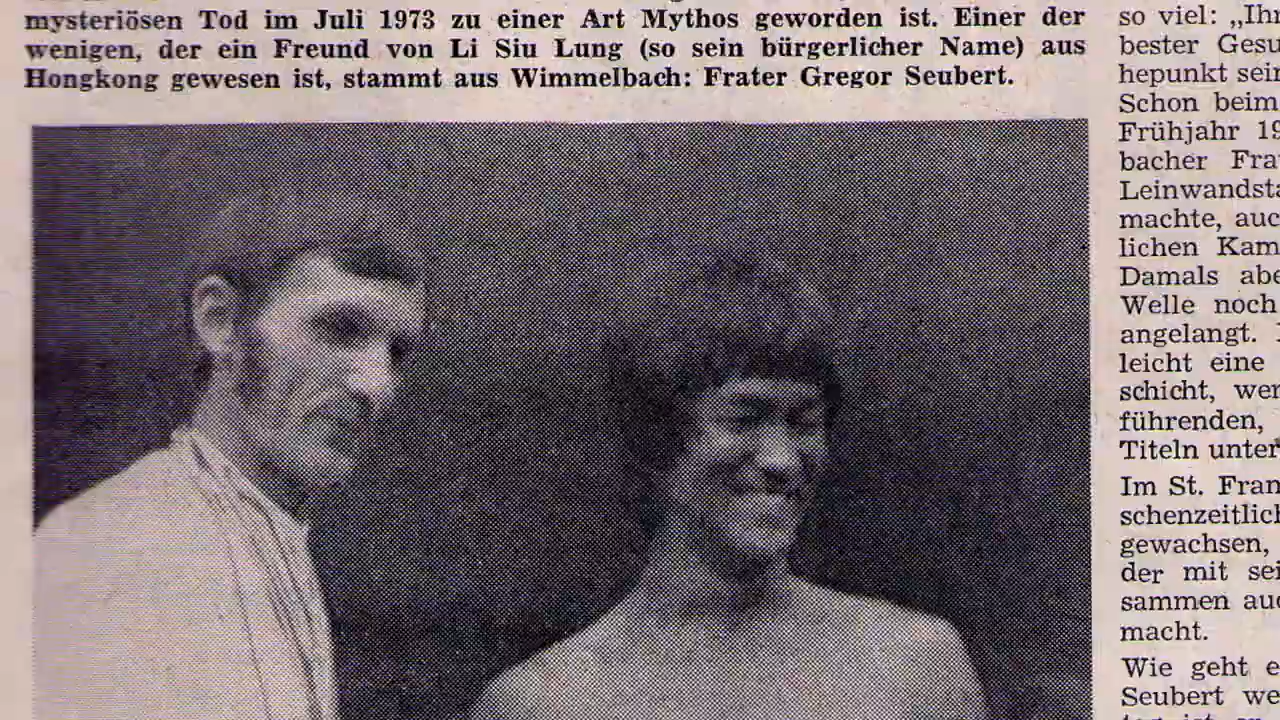 mysteriösen Tod im Juli 1973 zu einer Art Mythos geworden ist. Einer der
wenigen, der ein Freund von Li Siu Lung (so sein bürgerlicher Name) aus
Hongkong gewesen ist, stammt aus Wimmelbach: Frater Gregor Seubert.
so viel: „Ihr
bester Gesu
hepunkt sein
Schon beim
Frühjahr 19
bacher Fra
Leinwandsta
machte, auc
lichen Kam
Damals abe
Welle noch
angelangt.
leicht eine
schicht, wer
führenden,
Titeln unter
Im St. Fran
schenzeitlich
gewachsen,
der mit sei
sammen auc
macht.
Wie geht e
Seubert we